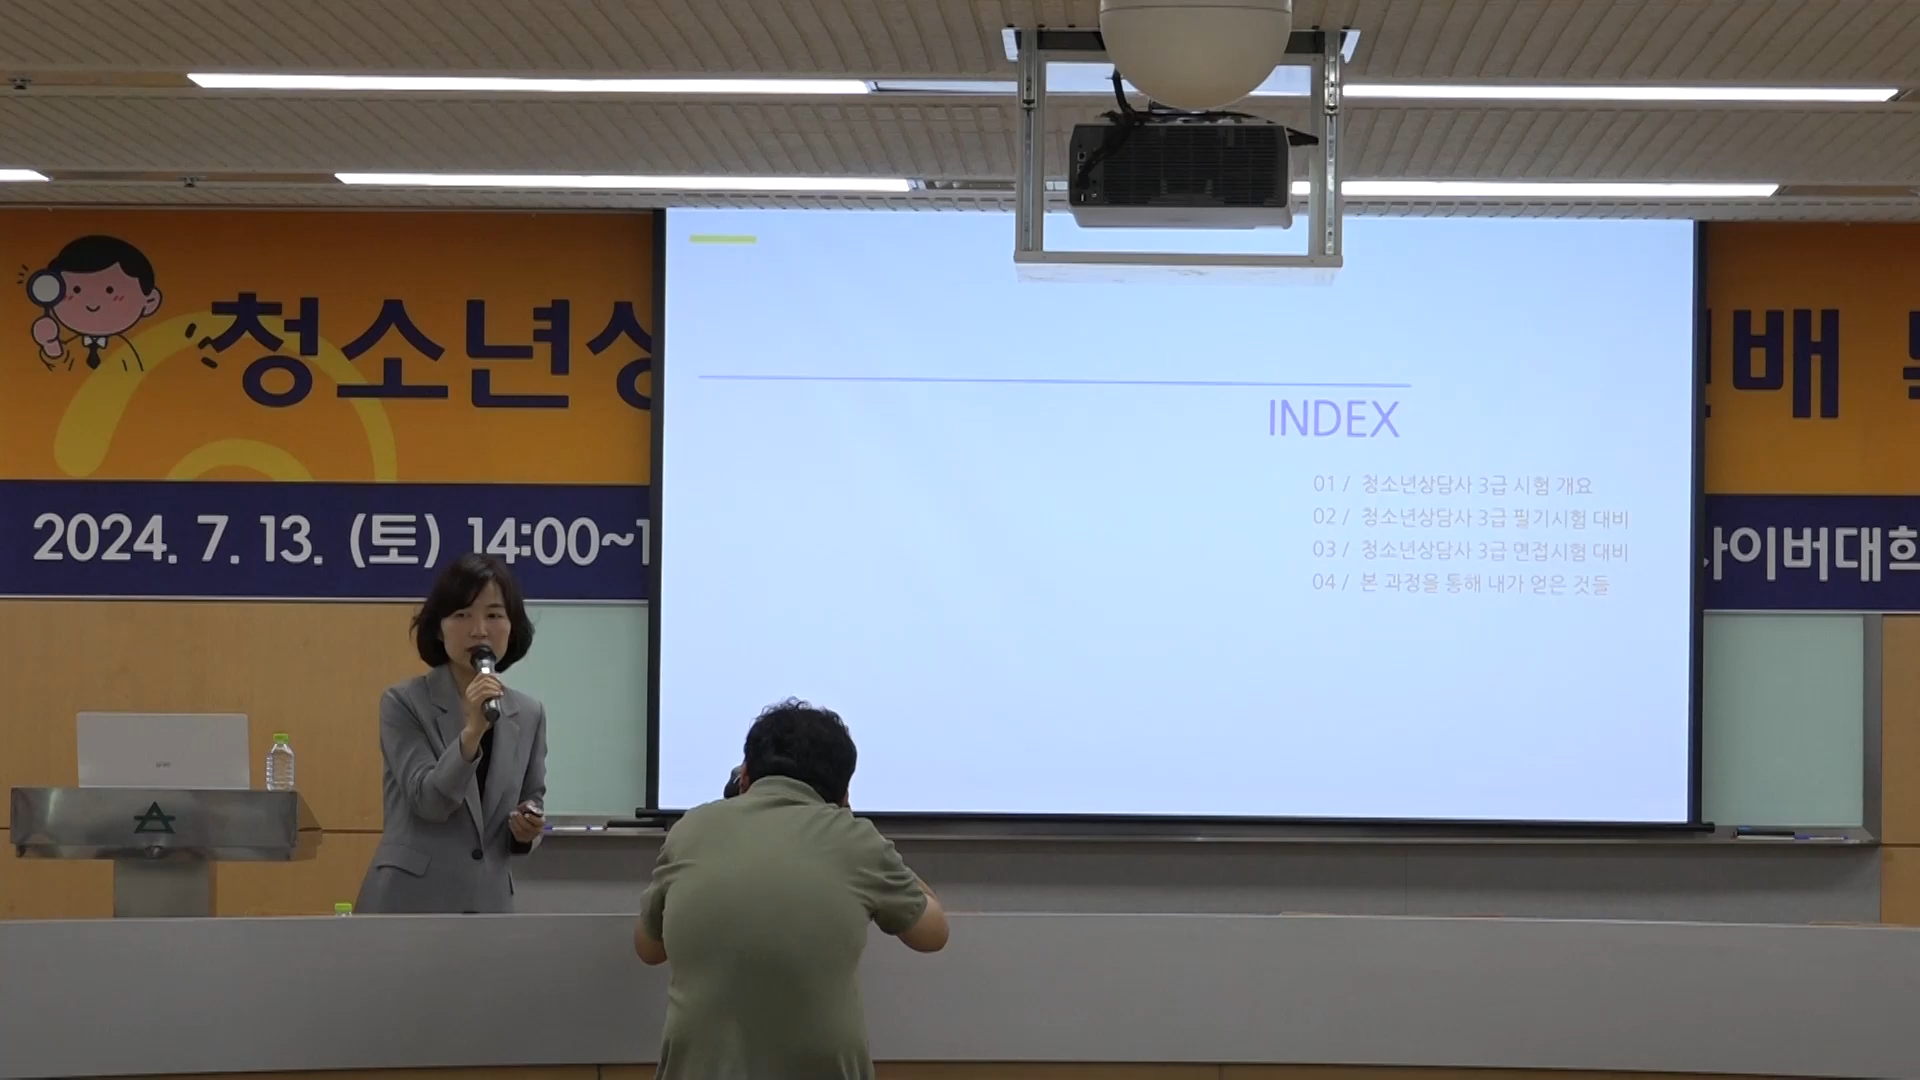 청소년상
선배
2024. 7. 13. (토) 14:00~1
사이버대학
INDEX
01 / 청소년상담사 3급 시험 개요
02 / 청소년상담사 3급 필기시험 대비
03 / 청소년상담사 3급 면접시험 대비
04 / 본 과정을 통해 내가 얻은 것들